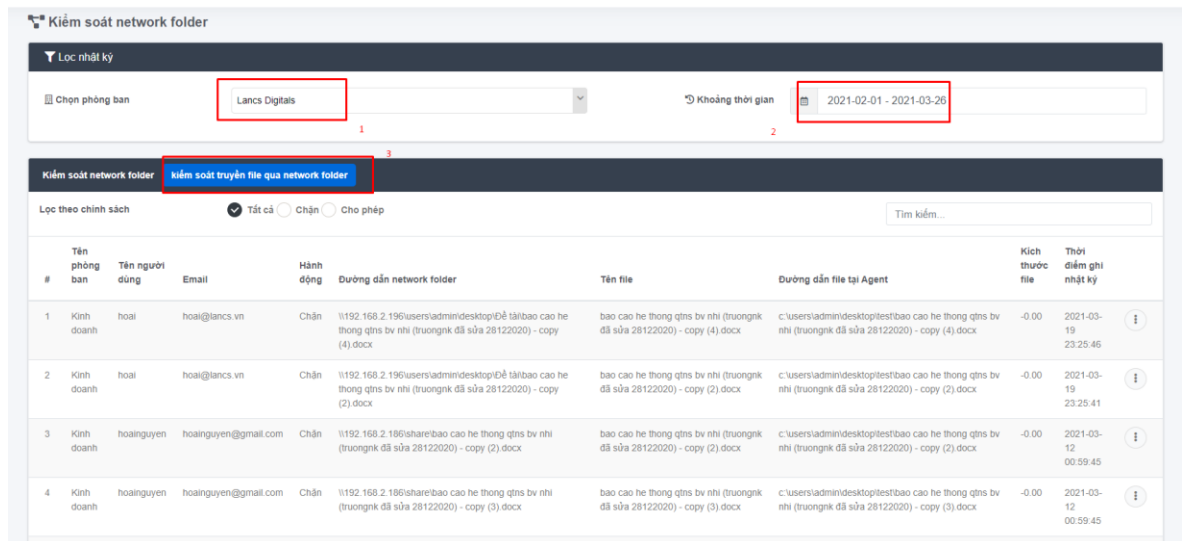 Kiểm soát network folder
Lọc nhật ký
Chọn phòng ban
Lancs Digitals
Khoảng thời gian
2021-02-01 - 2021-03-26
1
2
3
Kiểm soát network folder
kiểm soát truyền file qua network folder
Lọc theo chính sách
Tất cả
Chặn
Cho phép
Tìm kiếm...
#
Tên
phòng
ban
Tên người
dùng
Email
Hành
động
Đường dẫn network folder
Tên file
Đường dẫn file tại Agent
Kích
thước
file
Thời
điểm ghi
nhật ký
1
Kinh
doanh
hoai
hoai@lancs.vn
Chặn
\\192.168.2.196\users\admin\desktop\Đề tài\bao cao he
thong qtns bv nhi (truongnk đã sửa 28122020) - copy
(4).docx
bao cao he thong qtns bv nhi (truongnk
đã sửa 28122020) - copy (4).docx
c:\users\admin\desktop\test\bao cao he thong qtns bv
nhi (truongnk đã sửa 28122020) - copy (4).docx
-0.00
2021-03-
19
23:25:46
2
Kinh
doanh
hoai
hoai@lancs.vn
Chặn
\\192.168.2.196\users\admin\desktop\Đề tài\bao cao he
thong qtns bv nhi (truongnk đã sửa 28122020) - copy
(2).docx
bao cao he thong qtns bv nhi (truongnk
đã sửa 28122020) - copy (2).docx
c:\users\admin\desktop\test\bao cao he thong qtns bv
nhi (truongnk đã sửa 28122020) - copy (2).docx
-0.00
2021-03-
19
23:25:41
3
Kinh
doanh
hoainguyen
hoainguyen@gmail.com
Chặn
\\192.168.2.186\share\bao cao he thong qtns bv nhi
(truongnk đã sửa 28122020) - copy (2).docx
bao cao he thong qtns bv nhi (truongnk
đã sửa 28122020) - copy (2).docx
c:\users\admin\desktop\test\bao cao he thong qtns bv
nhi (truongnk đã sửa 28122020) - copy (2).docx
-0.00
2021-03-
12
00:59:45
4
Kinh
doanh
hoainguyen
hoainguyen@gmail.com
Chặn
\\192.168.2.186\share\bao cao he thong qtns bv nhi
(truongnk đã sửa 28122020) - copy (3).docx
bao cao he thong qtns bv nhi (truongnk
đã sửa 28122020) - copy (3).docx
c:\users\admin\desktop\test\bao cao he thong qtns bv
nhi (truongnk đã sửa 28122020) - copy (3).docx
-0.00
2021-03-
12
00:59:45